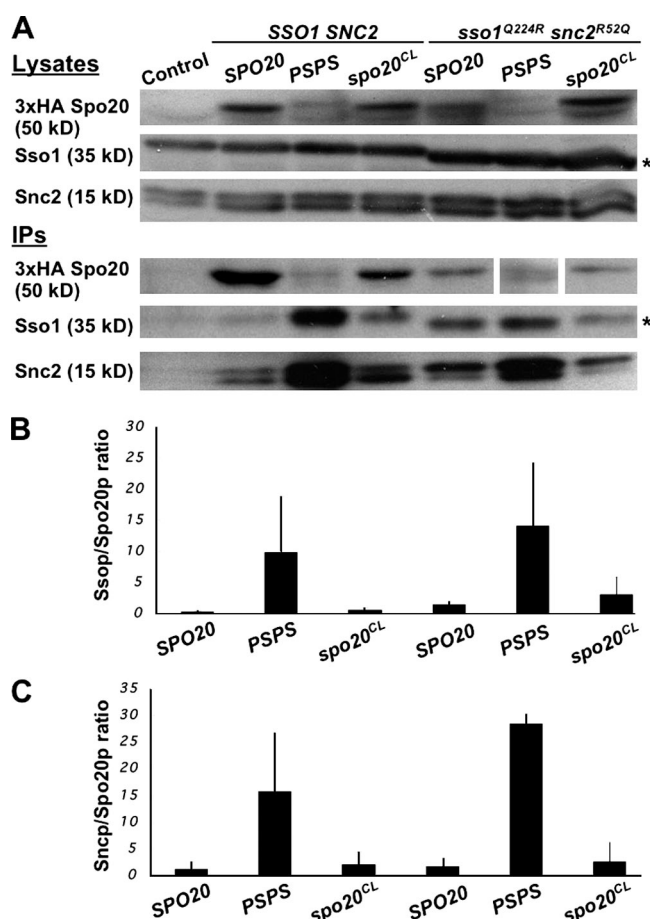 A
SSO1 SNC2
sso1Q224R snc2R52Q
Lysates
Control SPO20 PSPS spo20CL SPO20 PSPS spo20CL
3xHA Spo20
(50 kD)
Sso1 (35 kD)
*
Snc2 (15 kD)
IPs
3xHA Spo20
(50 kD)
Sso1 (35 kD)
*
Snc2 (15 kD)
B
Ssop/Spo20p ratio
30
25
20
15
10
5
0
SPO20 PSPS spo20CL SPO20 PSPS spo20CL
C
Sncp/Spo20p ratio
35
30
25
20
15
10
5
0
SPO20 PSPS spo20CL SPO20 PSPS spo20CL